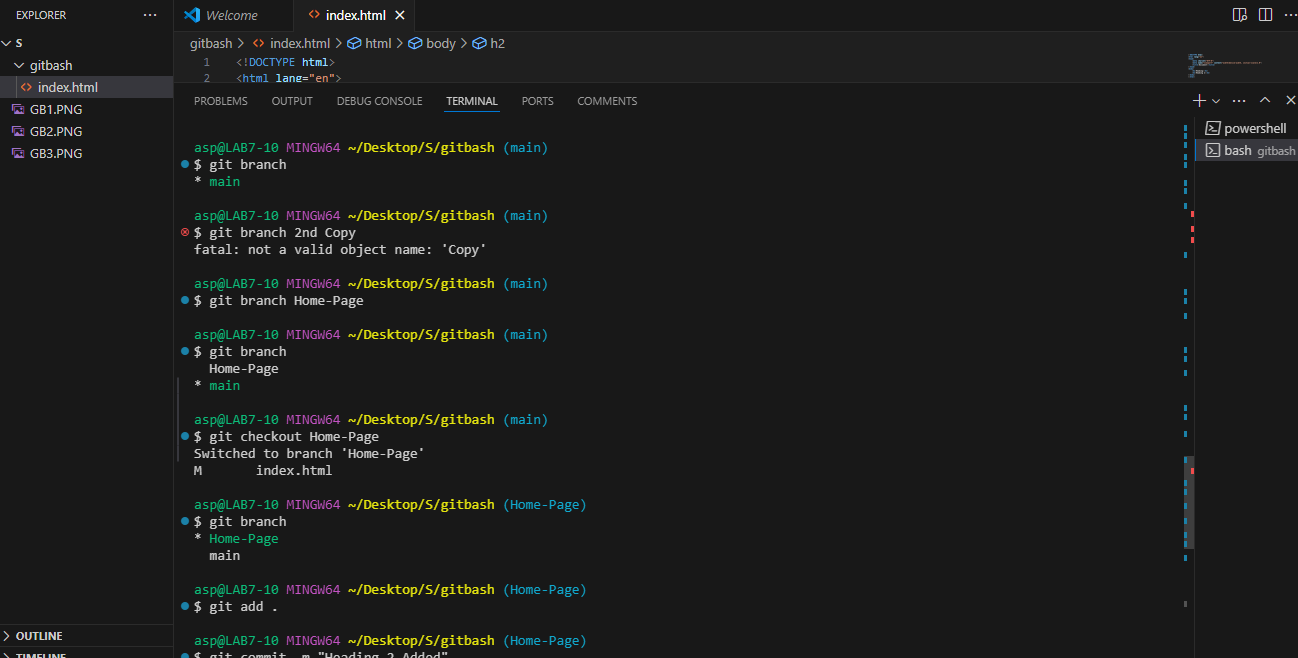 EXPLORER ...
Welcome
index.html
S
gitbash
index.html
GB1.PNG
GB2.PNG
GB3.PNG
OUTLINE
TIMELINE
gitbash > index.html > html > body > h2
1 <!DOCTYPE html>
2 <html lang="en">
PROBLEMS OUTPUT DEBUG CONSOLE TERMINAL PORTS COMMENTS
powershell
bash gitbash
asp@LAB7-10 MINGW64 ~/Desktop/S/gitbash (main)
$ git branch
* main
asp@LAB7-10 MINGW64 ~/Desktop/S/gitbash (main)
$ git branch 2nd Copy
fatal: not a valid object name: 'Copy'
asp@LAB7-10 MINGW64 ~/Desktop/S/gitbash (main)
$ git branch Home-Page
asp@LAB7-10 MINGW64 ~/Desktop/S/gitbash (main)
$ git branch
Home-Page
* main
asp@LAB7-10 MINGW64 ~/Desktop/S/gitbash (main)
$ git checkout Home-Page
Switched to branch 'Home-Page'
M index.html
asp@LAB7-10 MINGW64 ~/Desktop/S/gitbash (Home-Page)
$ git branch
* Home-Page
main
asp@LAB7-10 MINGW64 ~/Desktop/S/gitbash (Home-Page)
$ git add .
asp@LAB7-10 MINGW64 ~/Desktop/S/gitbash (Home-Page)
$ git commit -m "Heading 2 Added"